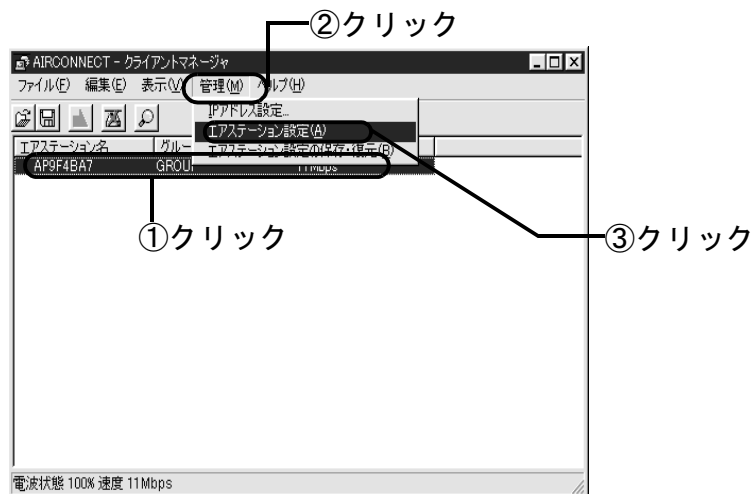 ②クリック
AIRCONNECT - クライアントマネージャ
ファイル(F) 編集(E) 表示(V) 管理(M) ヘルプ(H)
IPアドレス設定...
エアステーション設定(A)
エアステーション設定の保存・復元(B)
エアステーション名 グルー
AP9F4BA7 GROU 11Mbps
①クリック
③クリック
電波状態 100% 速度 11Mbps